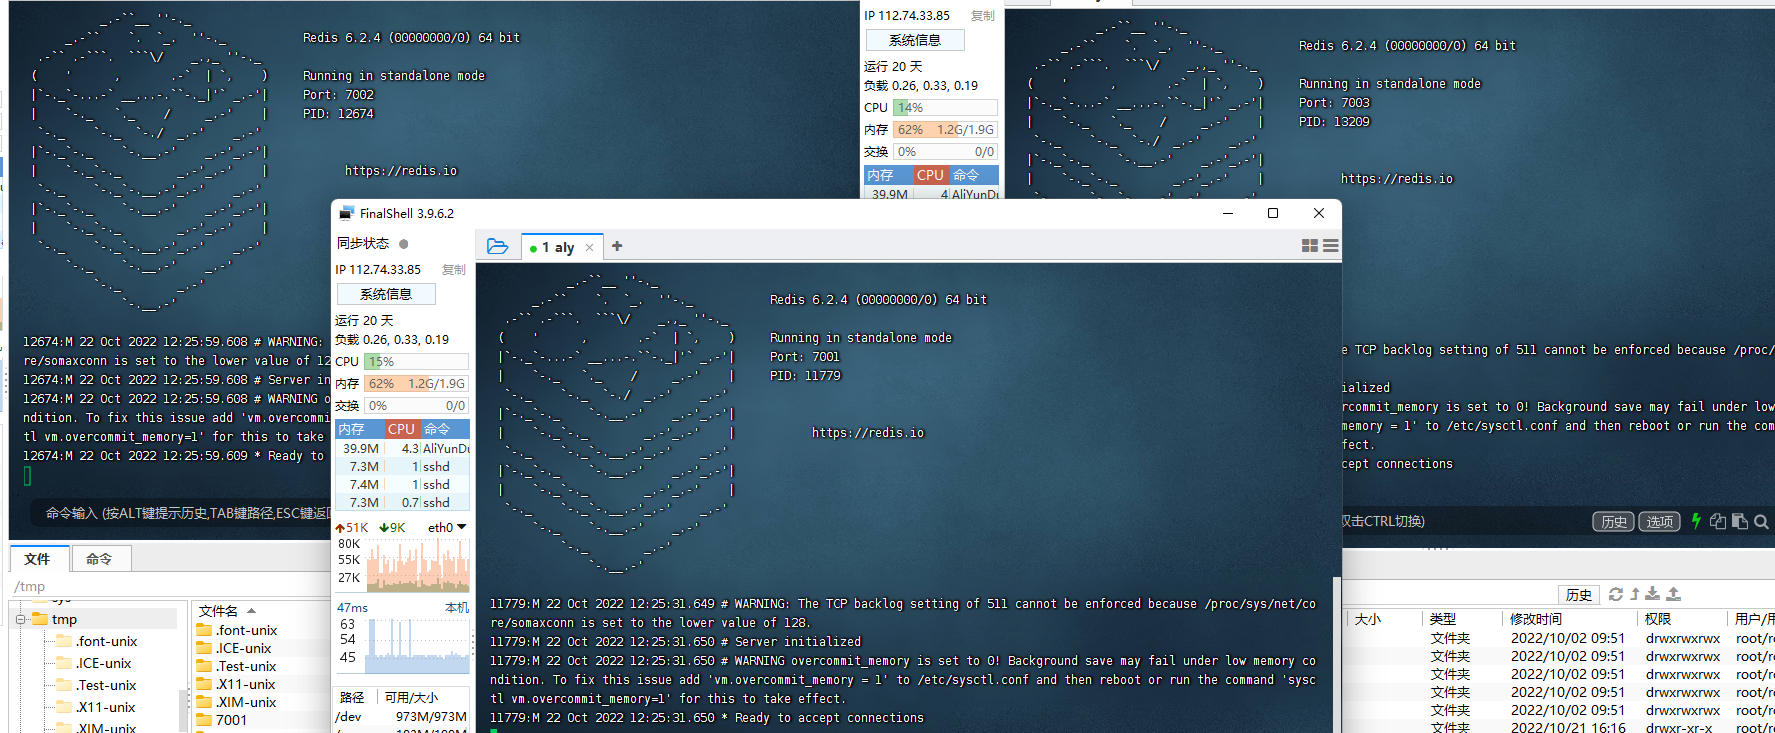 Redis 6.2.4 (00000000/0) 64 bit
Running in standalone mode
Port: 7002
PID: 12674
https://redis.io
12674:M 22 Oct 2022 12:25:59.608 # WARNING:
re/somaxconn is set to the lower value of 12
12674:M 22 Oct 2022 12:25:59.608 # Server in
12674:M 22 Oct 2022 12:25:59.608 # WARNING o
ndition. To fix this issue add 'vm.overcommi
tl vm.overcommit_memory=1' for this to take
12674:M 22 Oct 2022 12:25:59.609 * Ready to
命令输入 (按ALT键提示历史,TAB键路径,ESC键返回
文件
命令
/tmp
sys
tmp
.font-unix
.ICE-unix
.Test-unix
.X11-unix
.XIM-unix
文件名
.font-unix
.ICE-unix
.Test-unix
.X11-unix
.XIM-unix
7001
IP 112.74.33.85 复制
系统信息
运行 20 天
负载 0.26, 0.33, 0.19
CPU 14%
内存 62% 1.2G/1.9G
交换 0% 0/0
内存 CPU 命令
39.9M 4 AliYunDu
Redis 6.2.4 (00000000/0) 64 bit
Running in standalone mode
Port: 7003
PID: 13209
https://redis.io
e TCP backlog setting of 511 cannot be enforced because /proc/
ialized
rcommit_memory is set to 0! Background save may fail under low
memory = 1' to /etc/sysctl.conf and then reboot or run the com
fect.
cept connections
双击CTRL切换)
历史
选项
历史
大小 类型 修改时间 权限 用户/用
文件夹 2022/10/02 09:51 drwxrwxrwx root/r
文件夹 2022/10/02 09:51 drwxrwxrwx root/r
文件夹 2022/10/02 09:51 drwxrwxrwx root/r
文件夹 2022/10/02 09:51 drwxrwxrwx root/r
文件夹 2022/10/02 09:51 drwxrwxrwx root/r
文件夹 2022/10/21 16:16 drwxr-xr-x root/r
FinalShell 3.9.6.2
同步状态
IP 112.74.33.85 复制
系统信息
运行 20 天
负载 0.26, 0.33, 0.19
CPU 15%
内存 62% 1.2G/1.9G
交换 0% 0/0
内存 CPU 命令
39.9M 4.3 AliYunDu
7.3M 1 sshd
7.4M 1 sshd
7.3M 0.7 sshd
51K 9K eth0
80K
55K
27K
47ms 本机
63
54
45
路径 可用/大小
/dev 973M/973M
1 aly
Redis 6.2.4 (00000000/0) 64 bit
Running in standalone mode
Port: 7001
PID: 11779
https://redis.io
11779:M 22 Oct 2022 12:25:31.649 # WARNING: The TCP backlog setting of 511 cannot be enforced because /proc/sys/net/co
re/somaxconn is set to the lower value of 128.
11779:M 22 Oct 2022 12:25:31.650 # Server initialized
11779:M 22 Oct 2022 12:25:31.650 # WARNING overcommit_memory is set to 0! Background save may fail under low memory co
ndition. To fix this issue add 'vm.overcommit_memory = 1' to /etc/sysctl.conf and then reboot or run the command 'sysc
tl vm.overcommit_memory=1' for this to take effect.
11779:M 22 Oct 2022 12:25:31.650 * Ready to accept connections